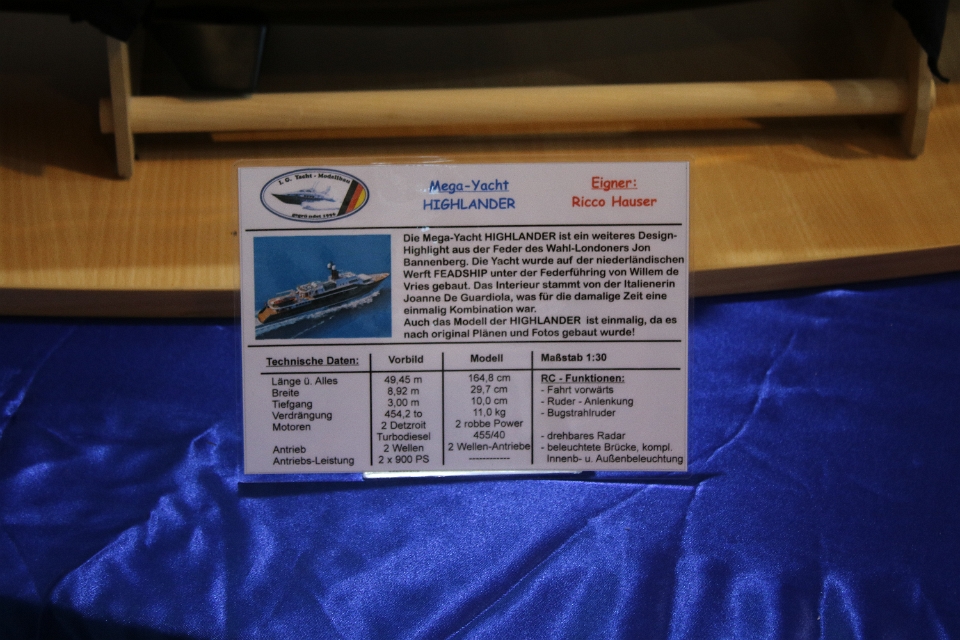 I. G. Yacht - Modellbau
gegründet 1999
Mega-Yacht
HIGHLANDER
Eigner:
Ricco Hauser
Die Mega-Yacht HIGHLANDER ist ein weiteres Design-
Highlight aus der Feder des Wahl-Londoners Jon
Bannenberg. Die Yacht wurde auf der niederländischen
Werft FEADSHIP unter der Federführing von Willem de
Vries gebaut. Das Interieur stammt von der Italienerin
Joanne De Guardiola, was für die damalige Zeit eine
einmalig Kombination war.
Auch das Modell der HIGHLANDER ist einmalig, da es
nach original Plänen und Fotos gebaut wurde!
Technische Daten: Vorbild Modell Maßstab 1:30
Länge ü. Alles 49,45 m 164,8 cm RC - Funktionen:
Breite 8,92 m 29,7 cm - Fahrt vorwärts
Tiefgang 3,00 m 10,0 cm - Ruder - Anienkung
Verdrängung 454,2 to 11,0 kg - Bugstrahlruder
Motoren 2 Detzroit 2 robbe Power
Turbodiesel 455/40 - drehbares Radar
Antrieb 2 Wellen 2 Wellen-Antriebe - beleuchtete Brücke, kompl.
Antriebs-Leistung 2 x 900 PS ------------ Innenb- u. Außenbeleuchtung